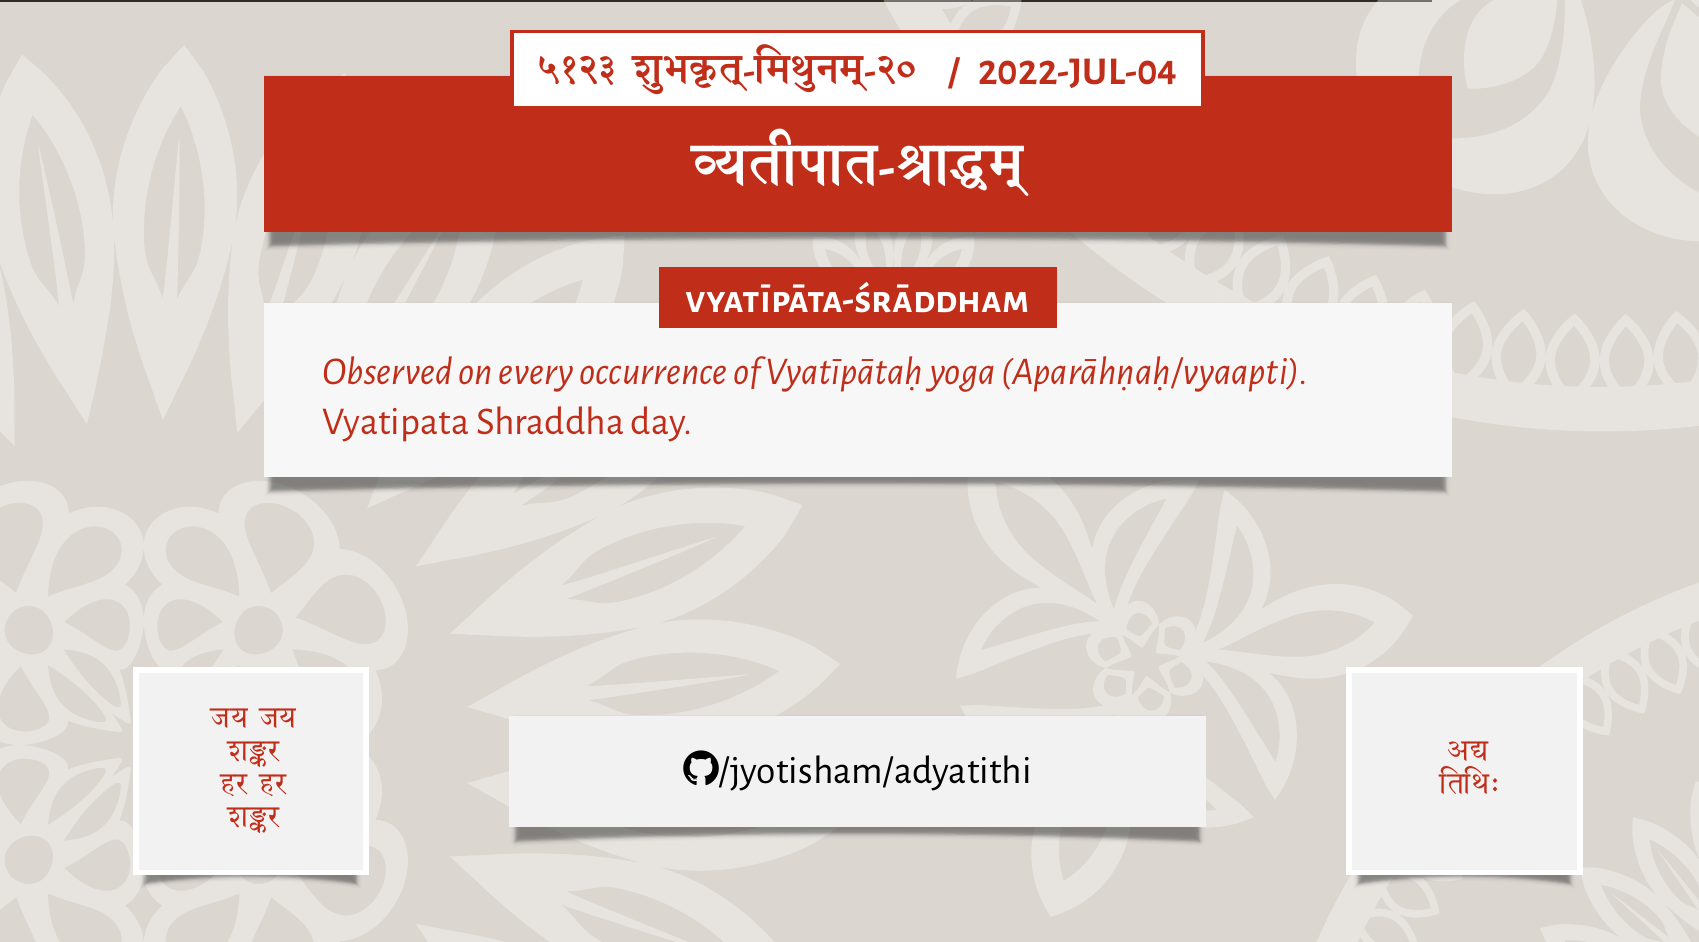 ५१२३ शुभकृत्-मिथुनम्-२० / 2022-JUL-04
व्यतीपात-श्राद्धम्
VYATĪPĀTA-ŚRĀDDHAM
Observed on every occurrence of Vyatīpātaḥ yoga (Aparāhṇaḥ/vyaapti).
Vyatipata Shraddha day.
जय जय
शङ्कर
हर हर
शङ्कर
/jyotisham/adyatithi
अद्य
तिथिः